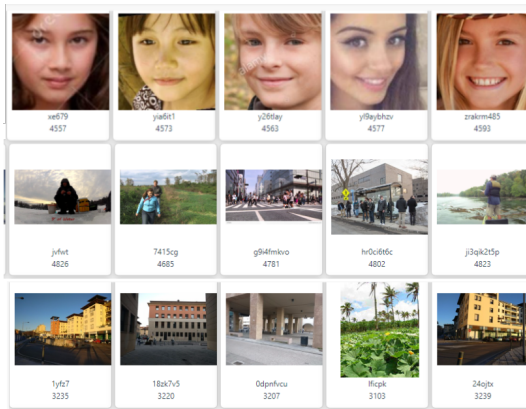 xe679 yia6it1 y26tlay yl9aybhzv zrakrm485
4557 4573 4563 4577 4593
jvfwt 7415cg g9i4fmkvo hr0ci6t6c ji3qik2t5p
4826 4685 4781 4802 4823
1yfz7 18zk7v5 0dpnfvcu lficpk 24ojtx
3235 3220 3207 3103 3239